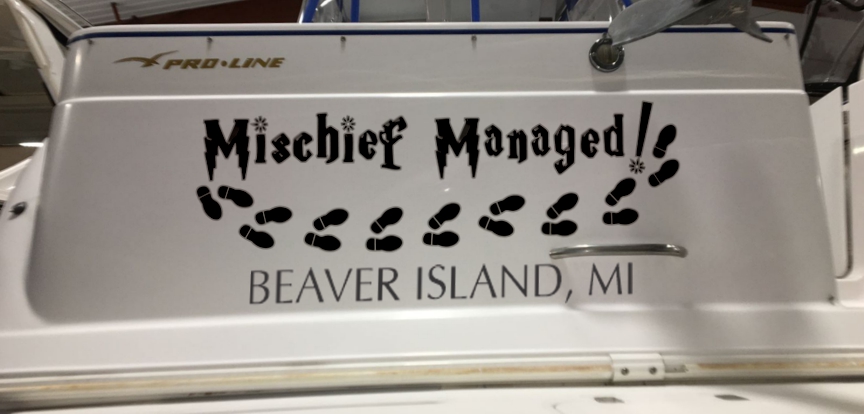 PRO-LINE
Mischief Managed!
BEAVER ISLAND, MI